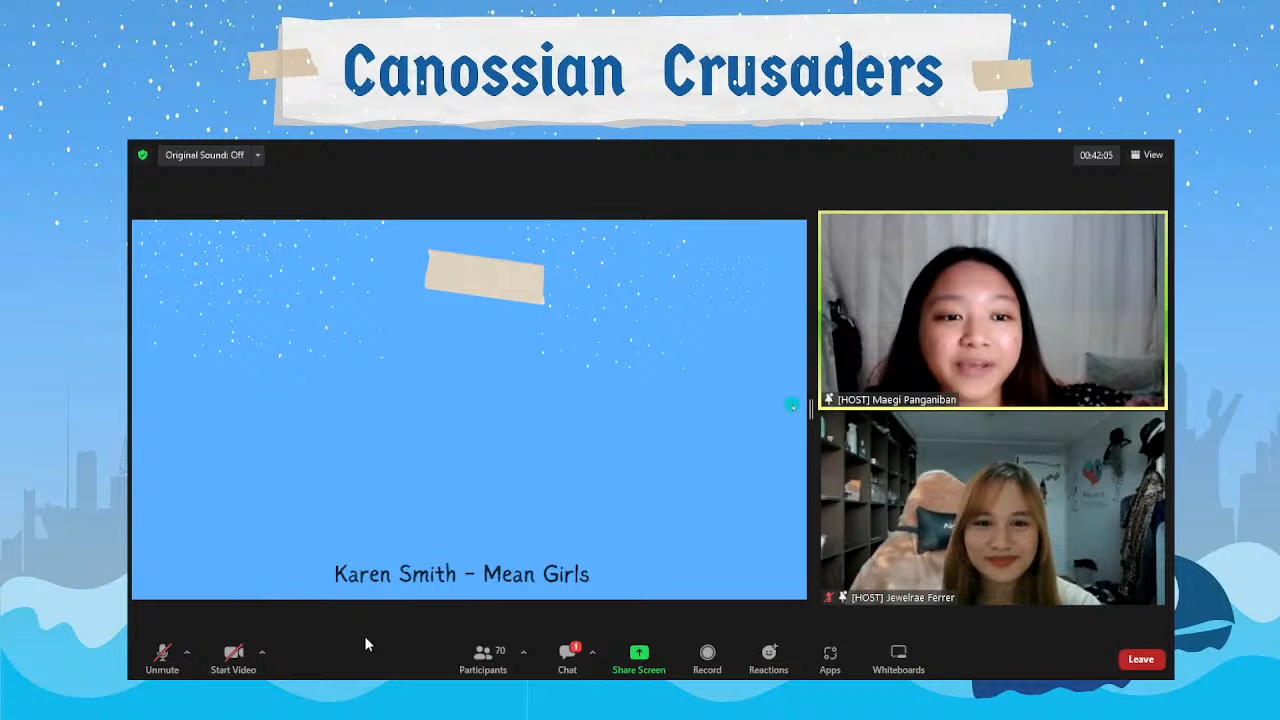 Canossian Crusaders
Original Sound: Off
00:42:05
View
[HOST] Maegi Panganiban
Karen Smith - Mean Girls
[HOST] Jewelrae Ferrer
Unmute
Start Video
70
Participants
1
Chat
Share Screen
Record
Reactions
Apps
Whiteboards
Leave